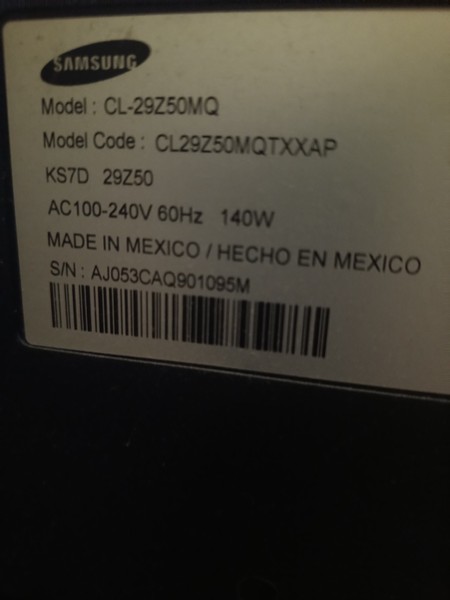 SAMSUNG
Model : CL-29Z50MQ
Model Code : CL29Z50MQTXXAP
KS7D 29Z50
AC100-240V 60Hz 140W
MADE IN MEXICO / HECHO EN MEXICO
S/N : AJ053CAQ901095M